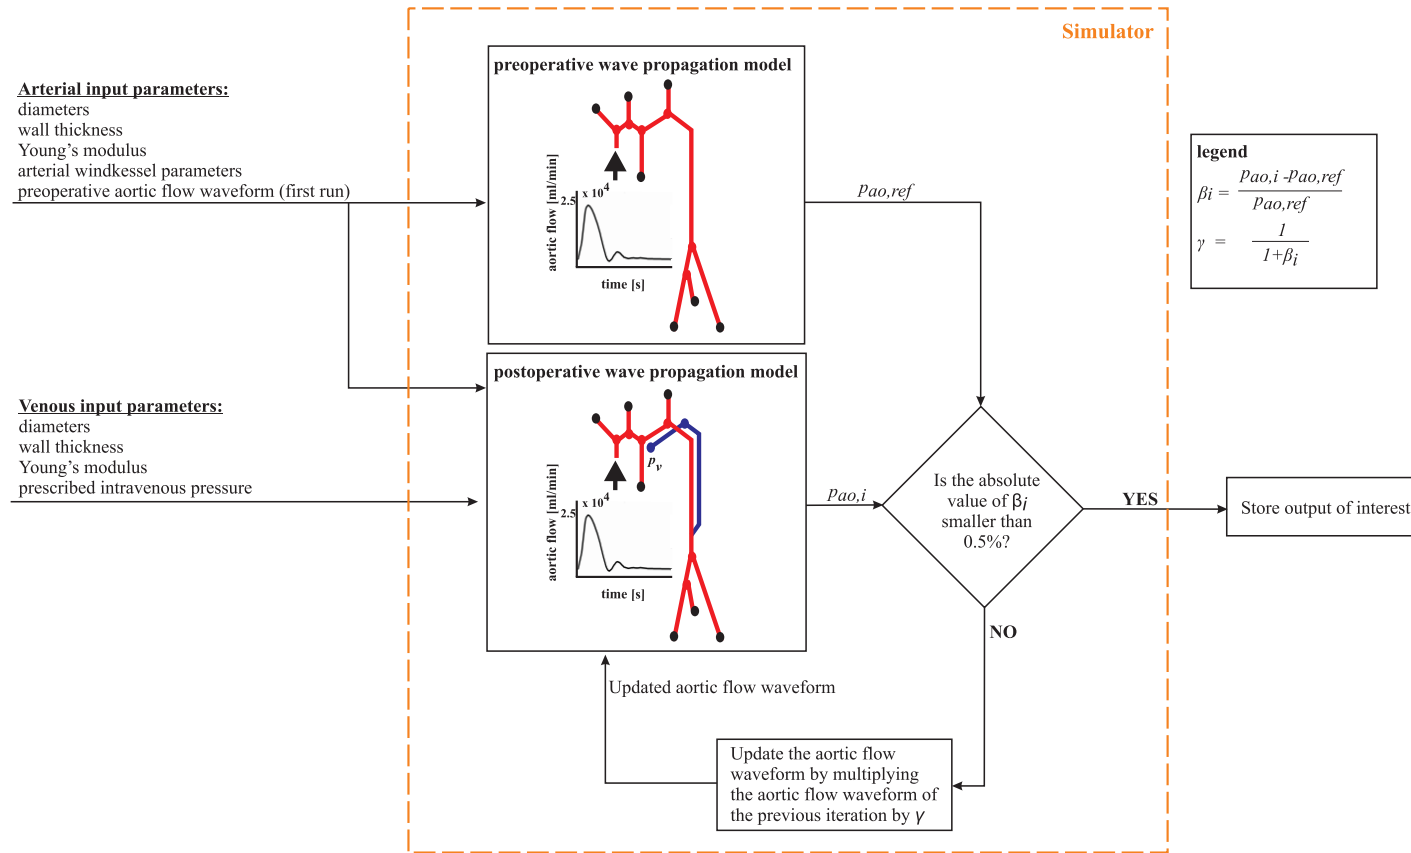 Simulator
preoperative wave propagation model
Arterial input parameters:
diameters
wall thickness
Young's modulus
arterial windkessel parameters
preoperative aortic flow waveform (first run)
aortic flow [ml/min]
2.5
x 10^4
time [s]
p_ao,ref
legend
β_i = (p_ao,i - p_ao,ref) / p_ao,ref
γ = 1 / (1+β_i)
postoperative wave propagation model
Venous input parameters:
diameters
wall thickness
Young's modulus
prescribed intravenous pressure
p_v
aortic flow [ml/min]
2.5
x 10^4
time [s]
p_ao,i
Is the absolute
value of β_i
smaller than
0.5%?
YES
Store output of interest
NO
Updated aortic flow waveform
Update the aortic flow
waveform by multiplying
the aortic flow waveform of
the previous iteration by γ